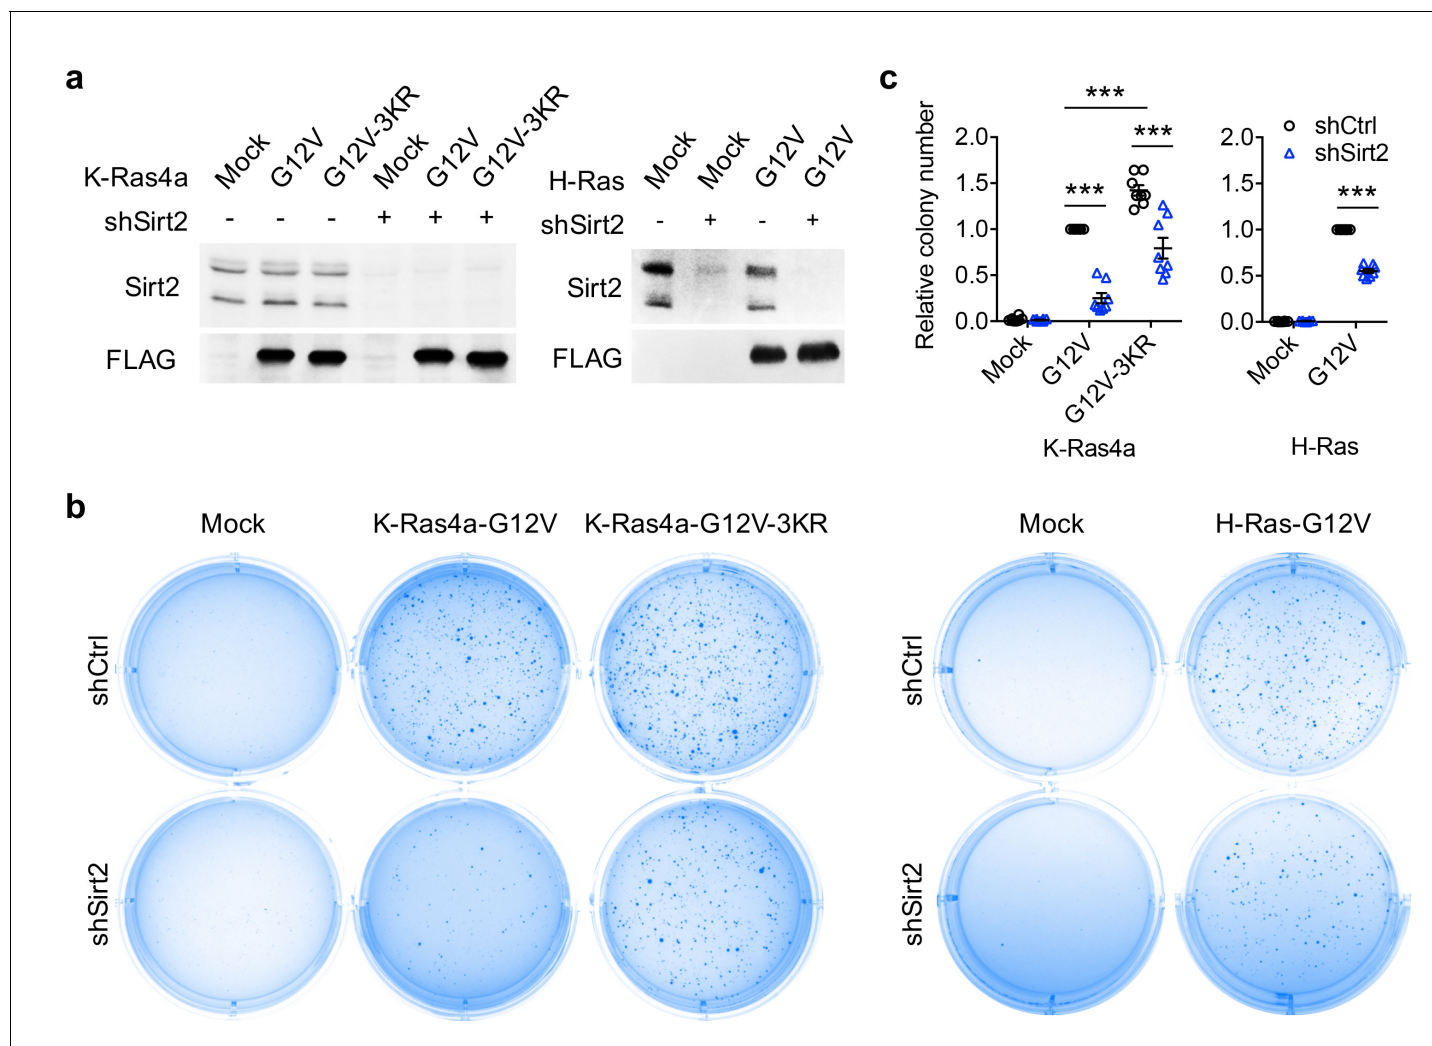 a
K-Ras4a Mock G12V G12V-3KR Mock G12V G12V-3KR
shSirt2 - - - + + +
Sirt2
FLAG
H-Ras Mock Mock G12V G12V
shSirt2 - + - +
Sirt2
FLAG
c
Relative colony number
2.0
1.5
1.0
0.5
0.0
***
***
***
Mock G12V G12V-3KR
K-Ras4a
2.0
1.5
1.0
0.5
0.0
shCtrl
shSirt2
***
Mock G12V
H-Ras
b
Mock K-Ras4a-G12V K-Ras4a-G12V-3KR Mock H-Ras-G12V
shCtrl shCtrl
shSirt2 shSirt2